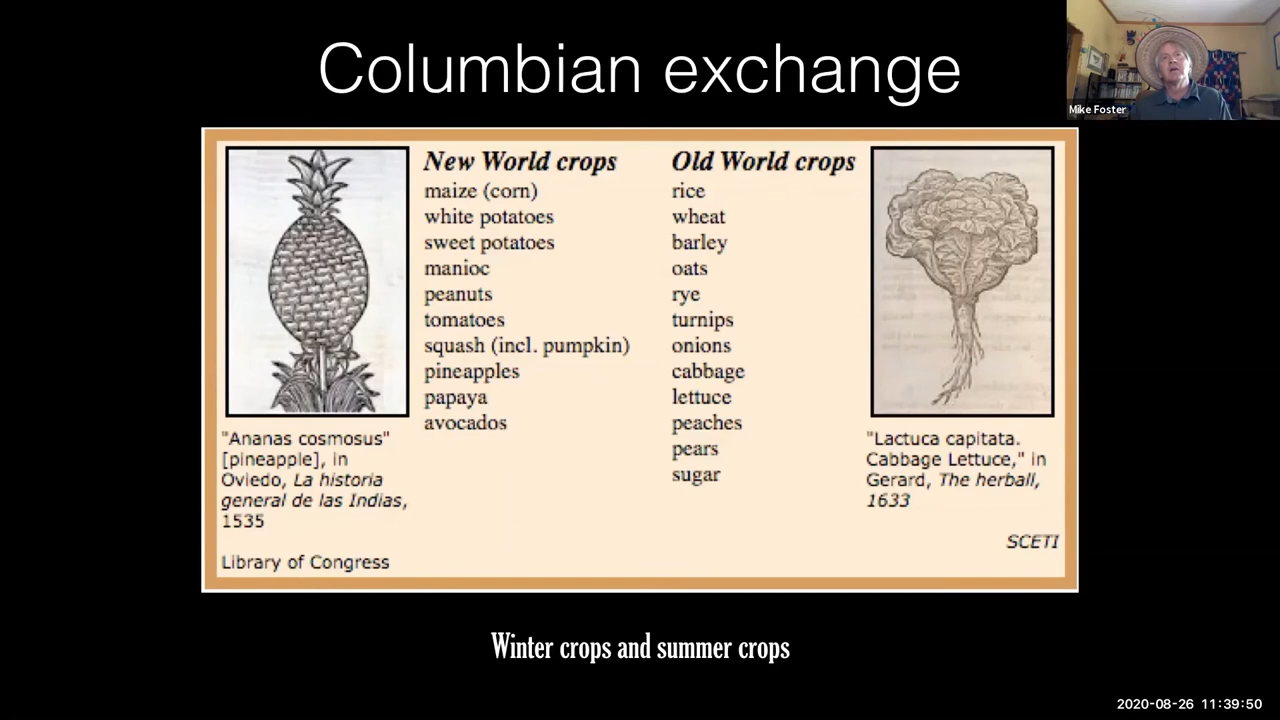 Columbian exchange
Mike Foster
New World crops
maize (corn)
white potatoes
sweet potatoes
manioc
peanuts
tomatoes
squash (incl. pumpkin)
pineapples
papaya
avocados
Old World crops
rice
wheat
barley
oats
rye
turnips
onions
cabbage
lettuce
peaches
pears
sugar
"Ananas cosmosus"
[pineapple], in
Oviedo, La historia
general de las Indias,
1535
Library of Congress
"Lactuca capitata.
Cabbage Lettuce," in
Gerard, The herball,
1633
SCETI
Winter crops and summer crops
2020-08-26 11:39:50